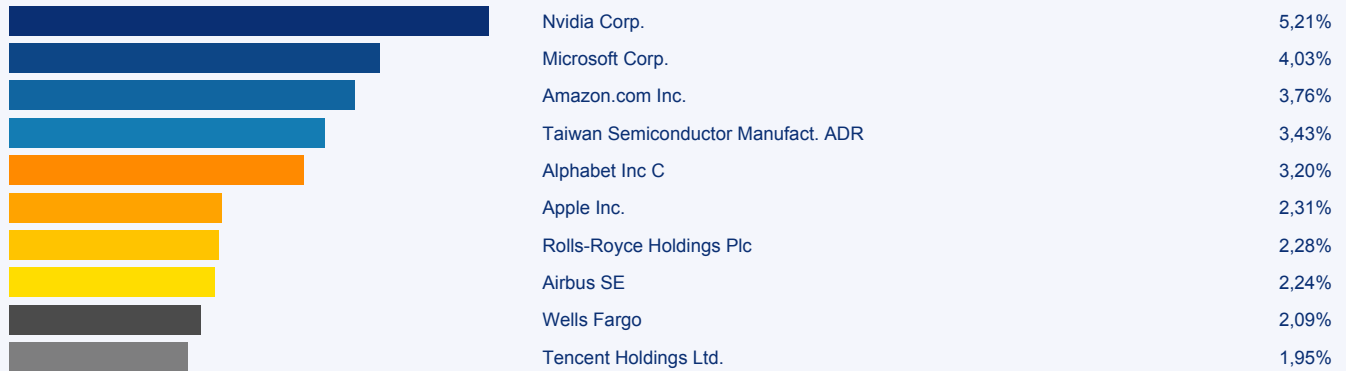 Nvidia Corp. 5,21%
Microsoft Corp. 4,03%
Amazon.com Inc. 3,76%
Taiwan Semiconductor Manufact. ADR 3,43%
Alphabet Inc C 3,20%
Apple Inc. 2,31%
Rolls-Royce Holdings Plc 2,28%
Airbus SE 2,24%
Wells Fargo 2,09%
Tencent Holdings Ltd. 1,95%